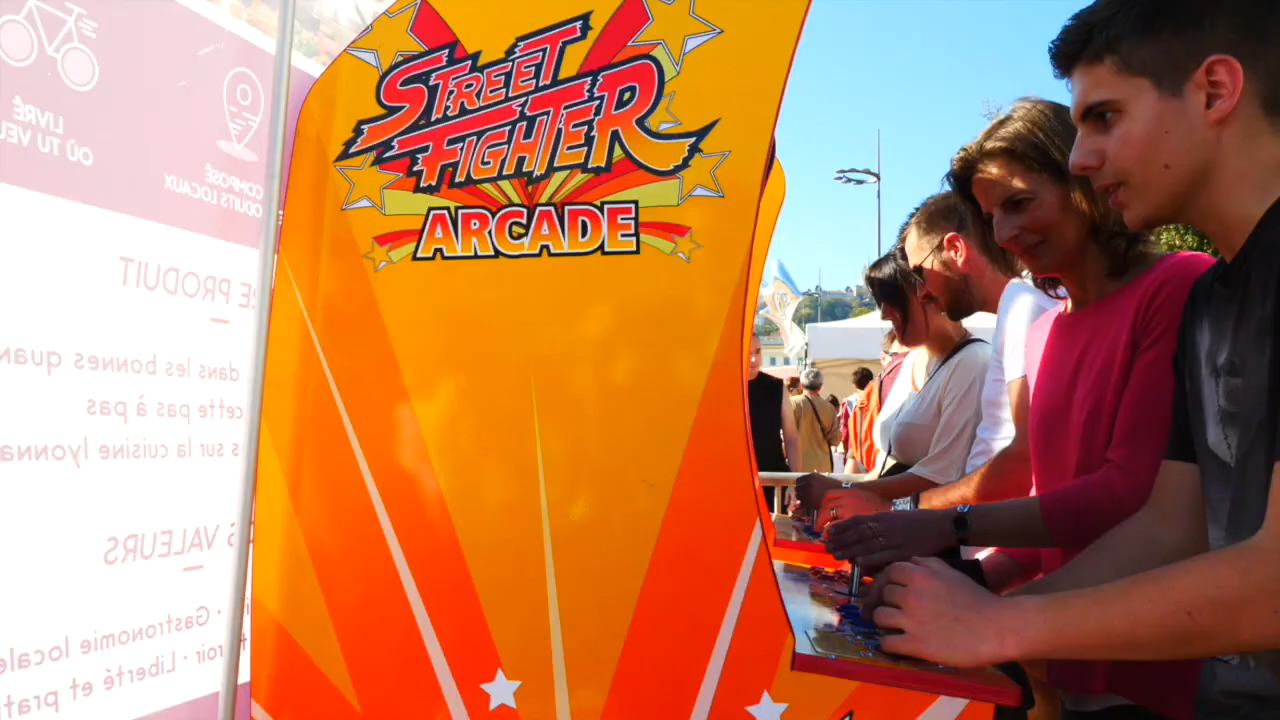 LIVRÉ
OÙ TU VEU
COMPOSÉ
ODUITS LOCAUX
RE PRODUIT
dans les bonnes quan
cette pas à pas
s sur la cuisine lyonna
S VALEURS
· Gastronomie locale
roir · Liberté et prat
STREET
FIGHTER
ARCADE